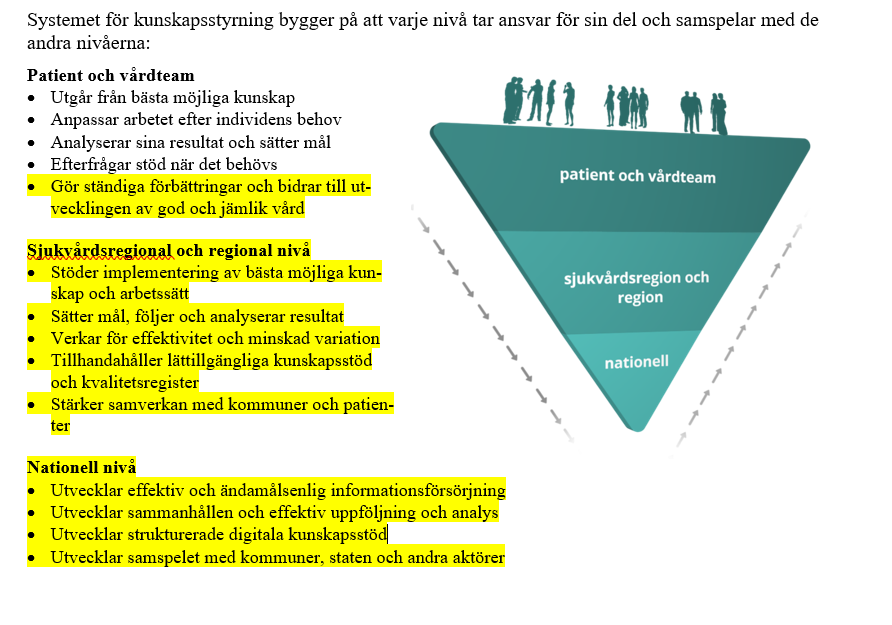 Systemet för kunskapsstyrning bygger på att varje nivå tar ansvar för sin del och samspelar med de
andra nivåerna:
Patient och vårdteam
• Utgår från bästa möjliga kunskap
• Anpassar arbetet efter individens behov
• Analyserar sina resultat och sätter mål
• Efterfrågar stöd när det behövs
• Gör ständiga förbättringar och bidrar till ut-
vecklingen av god och jämlik vård
Sjukvårdsregional och regional nivå
• Stöder implementering av bästa möjliga kun-
skap och arbetssätt
• Sätter mål, följer och analyserar resultat
• Verkar för effektivitet och minskad variation
• Tillhandahåller lättillgängliga kunskapsstöd
och kvalitetsregister
• Stärker samverkan med kommuner och patien-
ter
Nationell nivå
• Utvecklar effektiv och ändamålsenlig informationsförsörjning
• Utvecklar sammanhållen och effektiv uppföljning och analys
• Utvecklar strukturerade digitala kunskapsstöd
• Utvecklar samspelet med kommuner, staten och andra aktörer
patient och vårdteam
sjukvårdsregion och
region
nationell